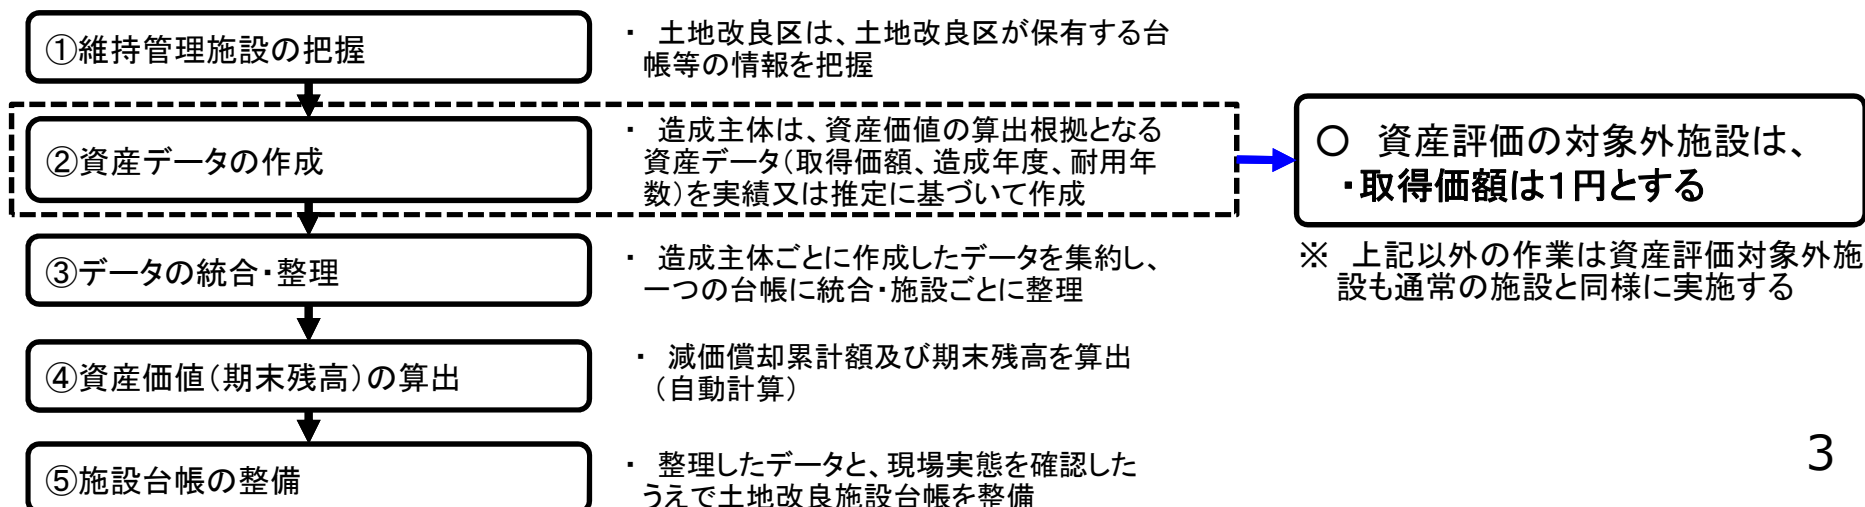 ①維持管理施設の把握
・ 土地改良区は、土地改良区が保有する台
帳等の情報を把握
②資産データの作成
・ 造成主体は、資産価値の算出根拠となる
資産データ(取得価額、造成年度、耐用年
数)を実績又は推定に基づいて作成
○ 資産評価の対象外施設は、
・取得価額は1円とする
※ 上記以外の作業は資産評価対象外施
設も通常の施設と同様に実施する
③データの統合・整理
・ 造成主体ごとに作成したデータを集約し、
一つの台帳に統合・施設ごとに整理
④資産価値(期末残高)の算出
・ 減価償却累計額及び期末残高を算出
(自動計算)
⑤施設台帳の整備
・ 整理したデータと、現場実態を確認した
うえで土地改良施設台帳を整備
3